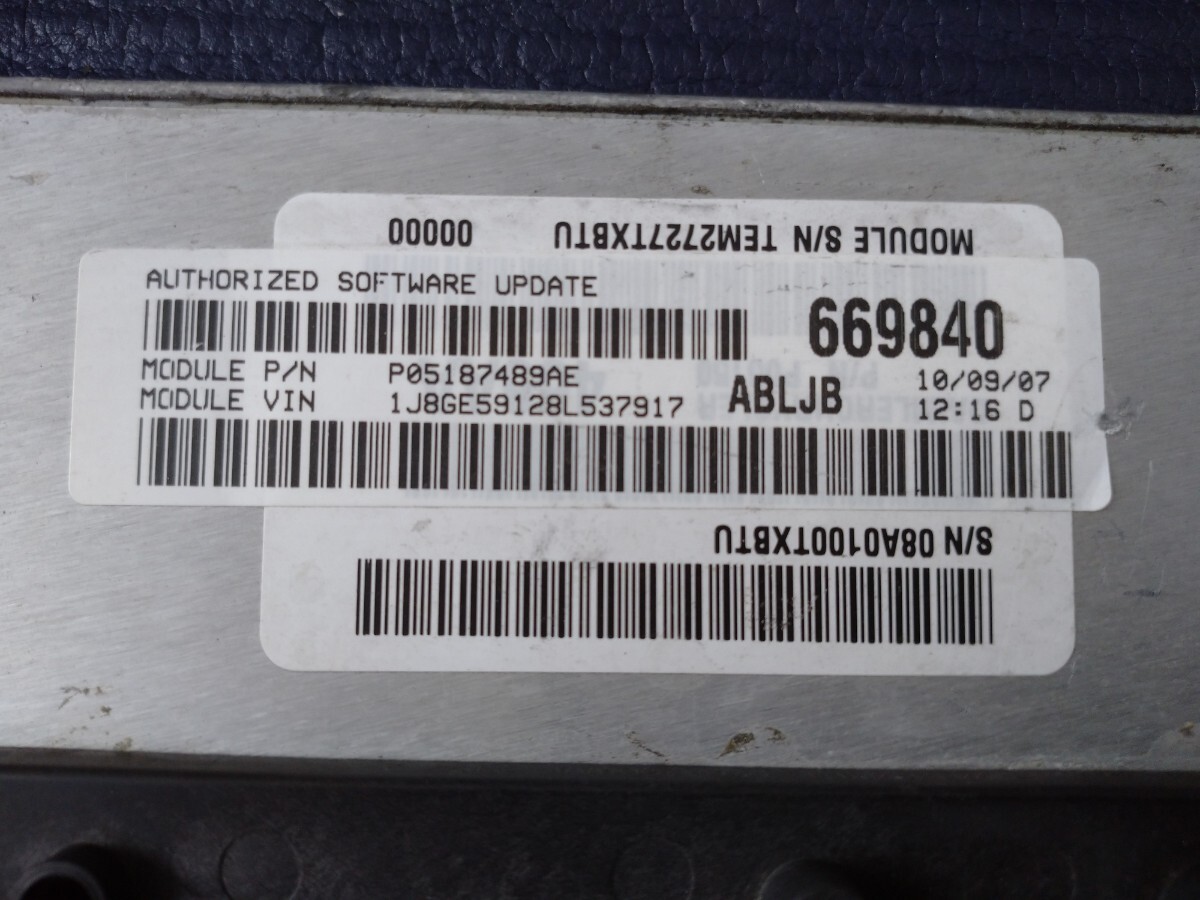 MODULE S/N TEM2727TXBTU 00000
AUTHORIZED SOFTWARE UPDATE
669840
MODULE P/N P05187489AE
MODULE VIN 1J8GE59128L537917
ABLJB
10/09/07
12:16 D
S/N 08A0100TXBTU